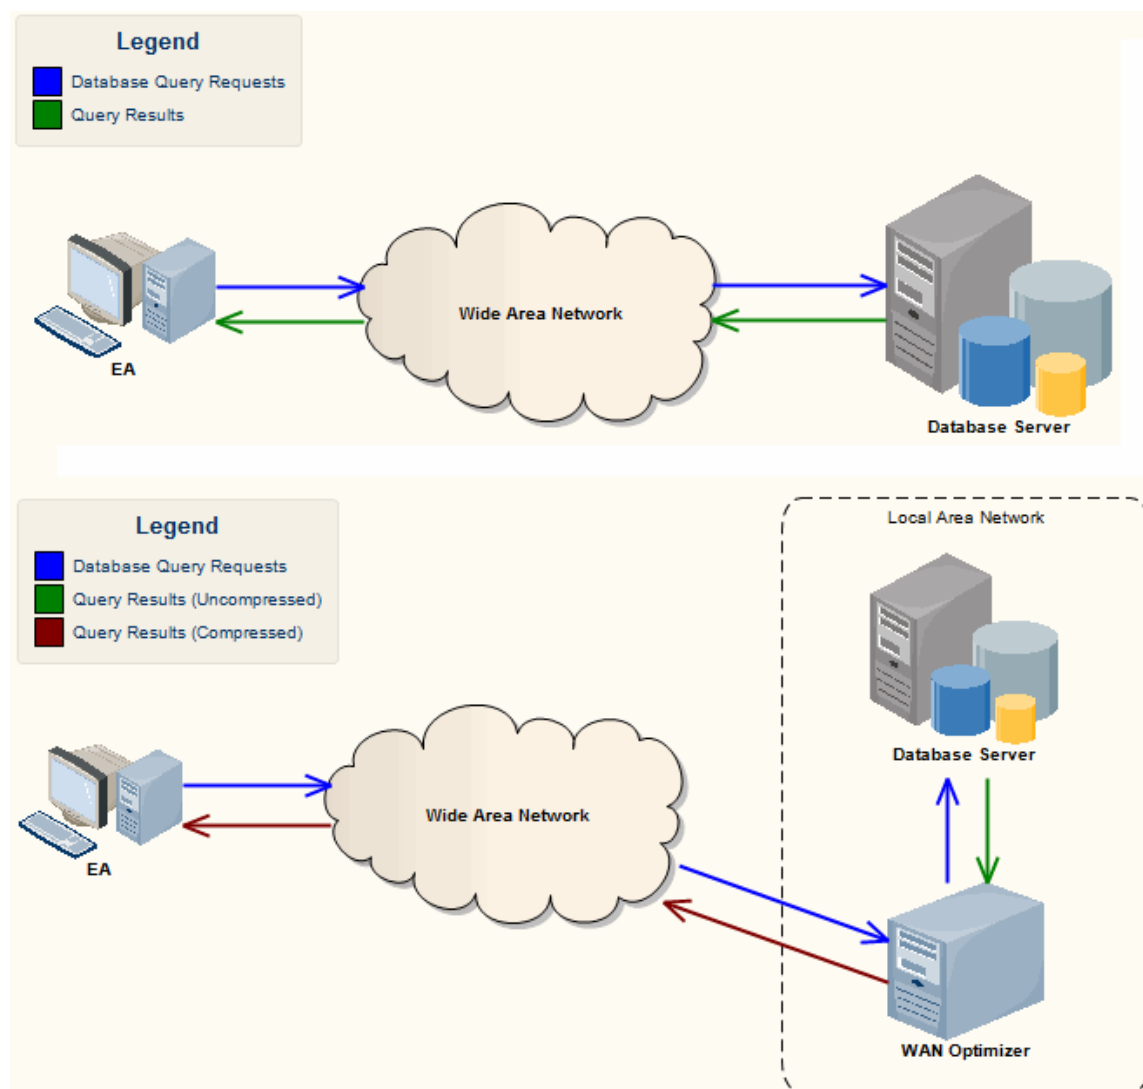 Legend
Database Query Requests
Query Results
Wide Area Network
EA
Database Server
Legend
Database Query Requests
Query Results (Uncompressed)
Query Results (Compressed)
Local Area Network
Database Server
Wide Area Network
EA
WAN Optimizer